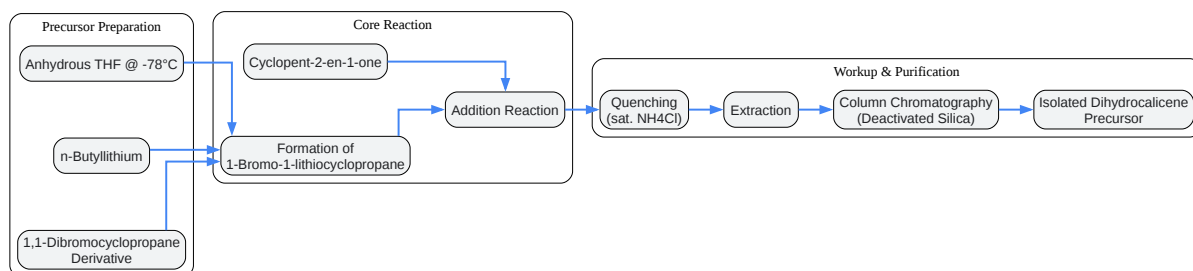 Precursor Preparation
Anhydrous THF @ -78°C
n-Butyllithium
1,1-Dibromocyclopropane
Derivative
Core Reaction
Cyclopent-2-en-1-one
Addition Reaction
Formation of
1-Bromo-1-lithiocyclopropane
Workup & Purification
Quenching
(sat. NH4Cl)
Extraction
Column Chromatography
(Deactivated Silica)
Isolated Dihydrocalicene
Precursor